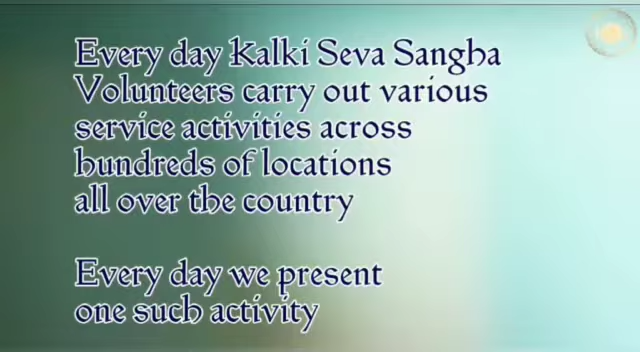 Every day Kalki Seva Sangha
Volunteers carry out various
service activities across
hundreds of locations
all over the country
Every day we present
one such activity